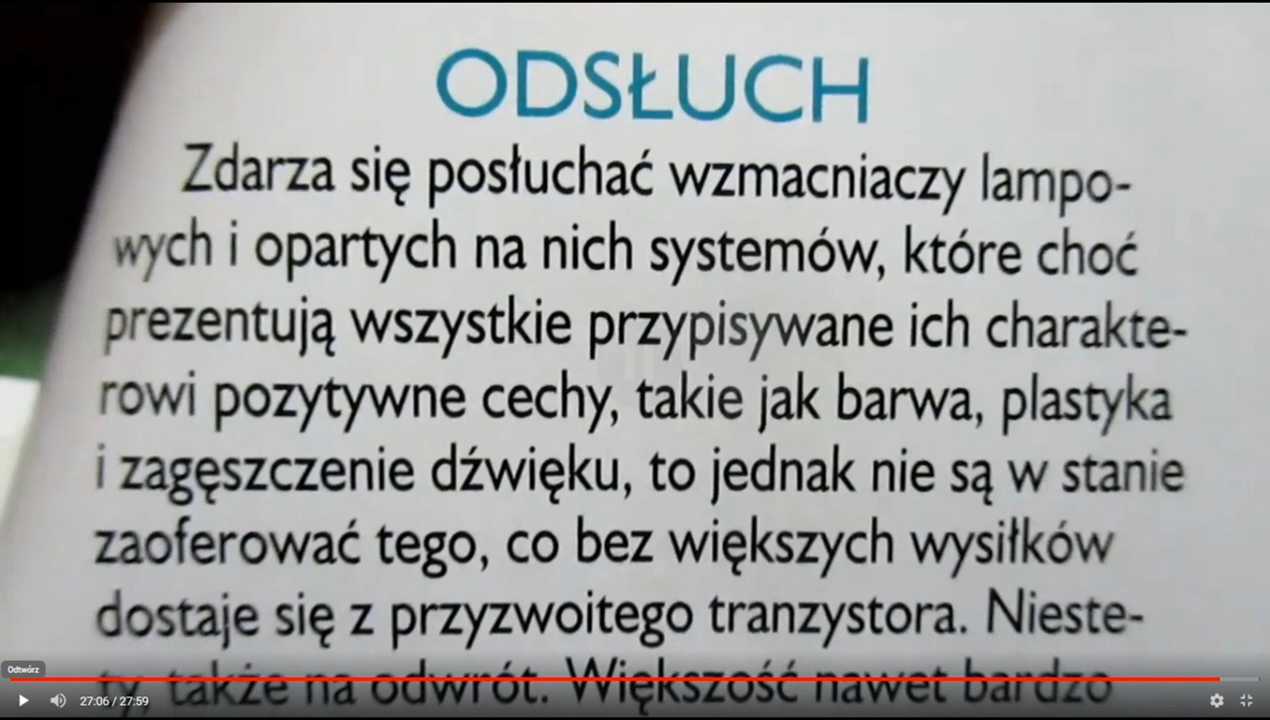 ODSŁUCH
Zdarza się posłuchać wzmacniaczy lampo-
wych i opartych na nich systemów, które choć
prezentują wszystkie przypisywane ich charakte-
rowi pozytywne cechy, takie jak barwa, plastyka
i zagęszczenie dźwięku, to jednak nie są w stanie
zaoferować tego, co bez większych wysiłków
dostaje się z przyzwoitego tranzystora. Nieste-
ty, także na odwrót. Większość nawet bardzo
Odtwórz
27:06 / 27:59